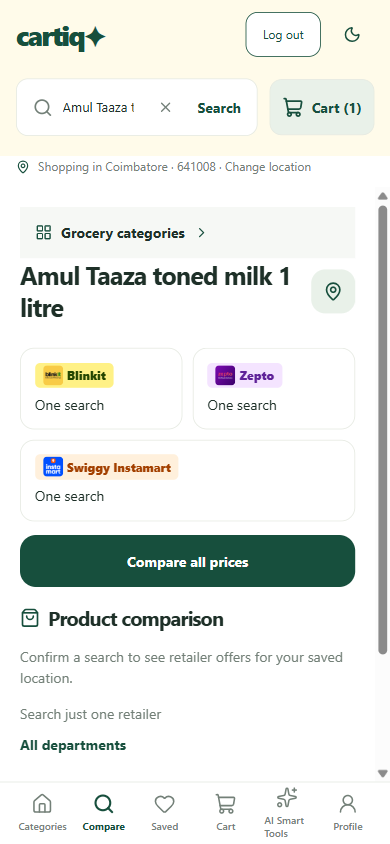 cartiq
Log out
Amul Taaza t
Search
Cart (1)
Shopping in Coimbatore · 641008 · Change location
Grocery categories
Amul Taaza toned milk 1
litre
blinkit Blinkit
One search
zepto Zepto
One search
insta
mart
Swiggy Instamart
One search
Compare all prices
Product comparison
Confirm a search to see retailer offers for your saved
location.
Search just one retailer
All departments
Categories
Compare
Saved
Cart
AI Smart
Tools
Profile